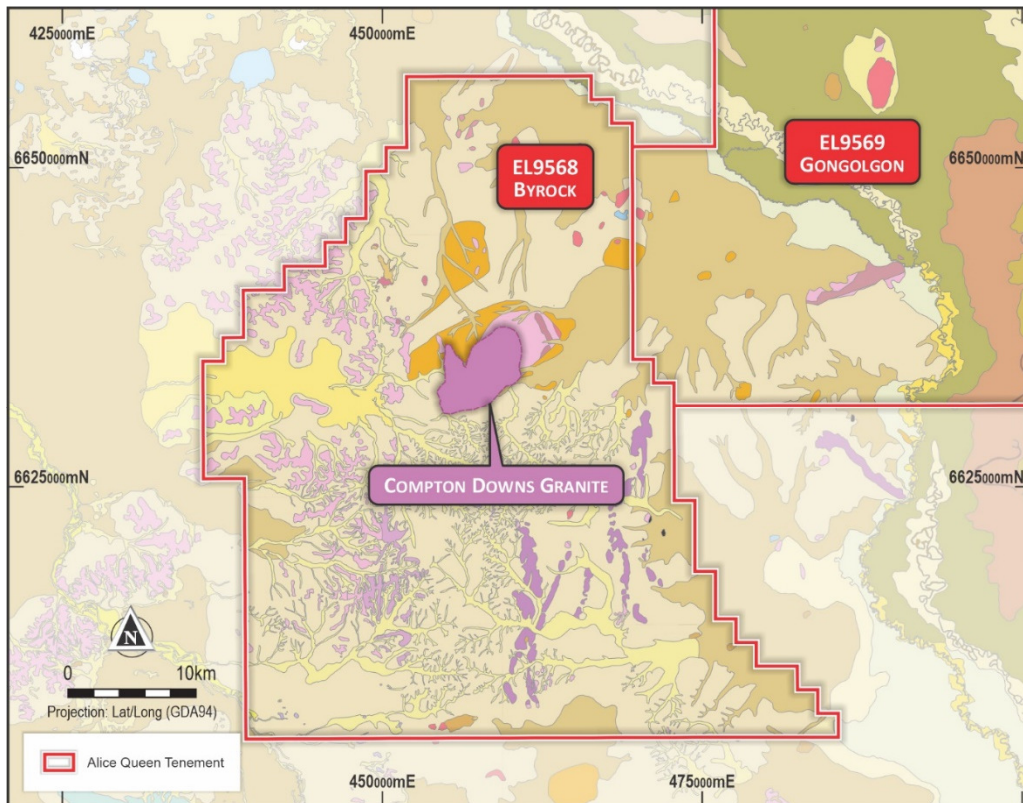 425000mE
450000mE
6650000mN
6650000mN
EL9568
BYROCK
EL9569
GONGOLGON
6625000mN
6625000mN
COMPTON DOWNS GRANITE
N
0 10km
Projection: Lat/Long (GDA94)
Alice Queen Tenement
450000mE
475000mE